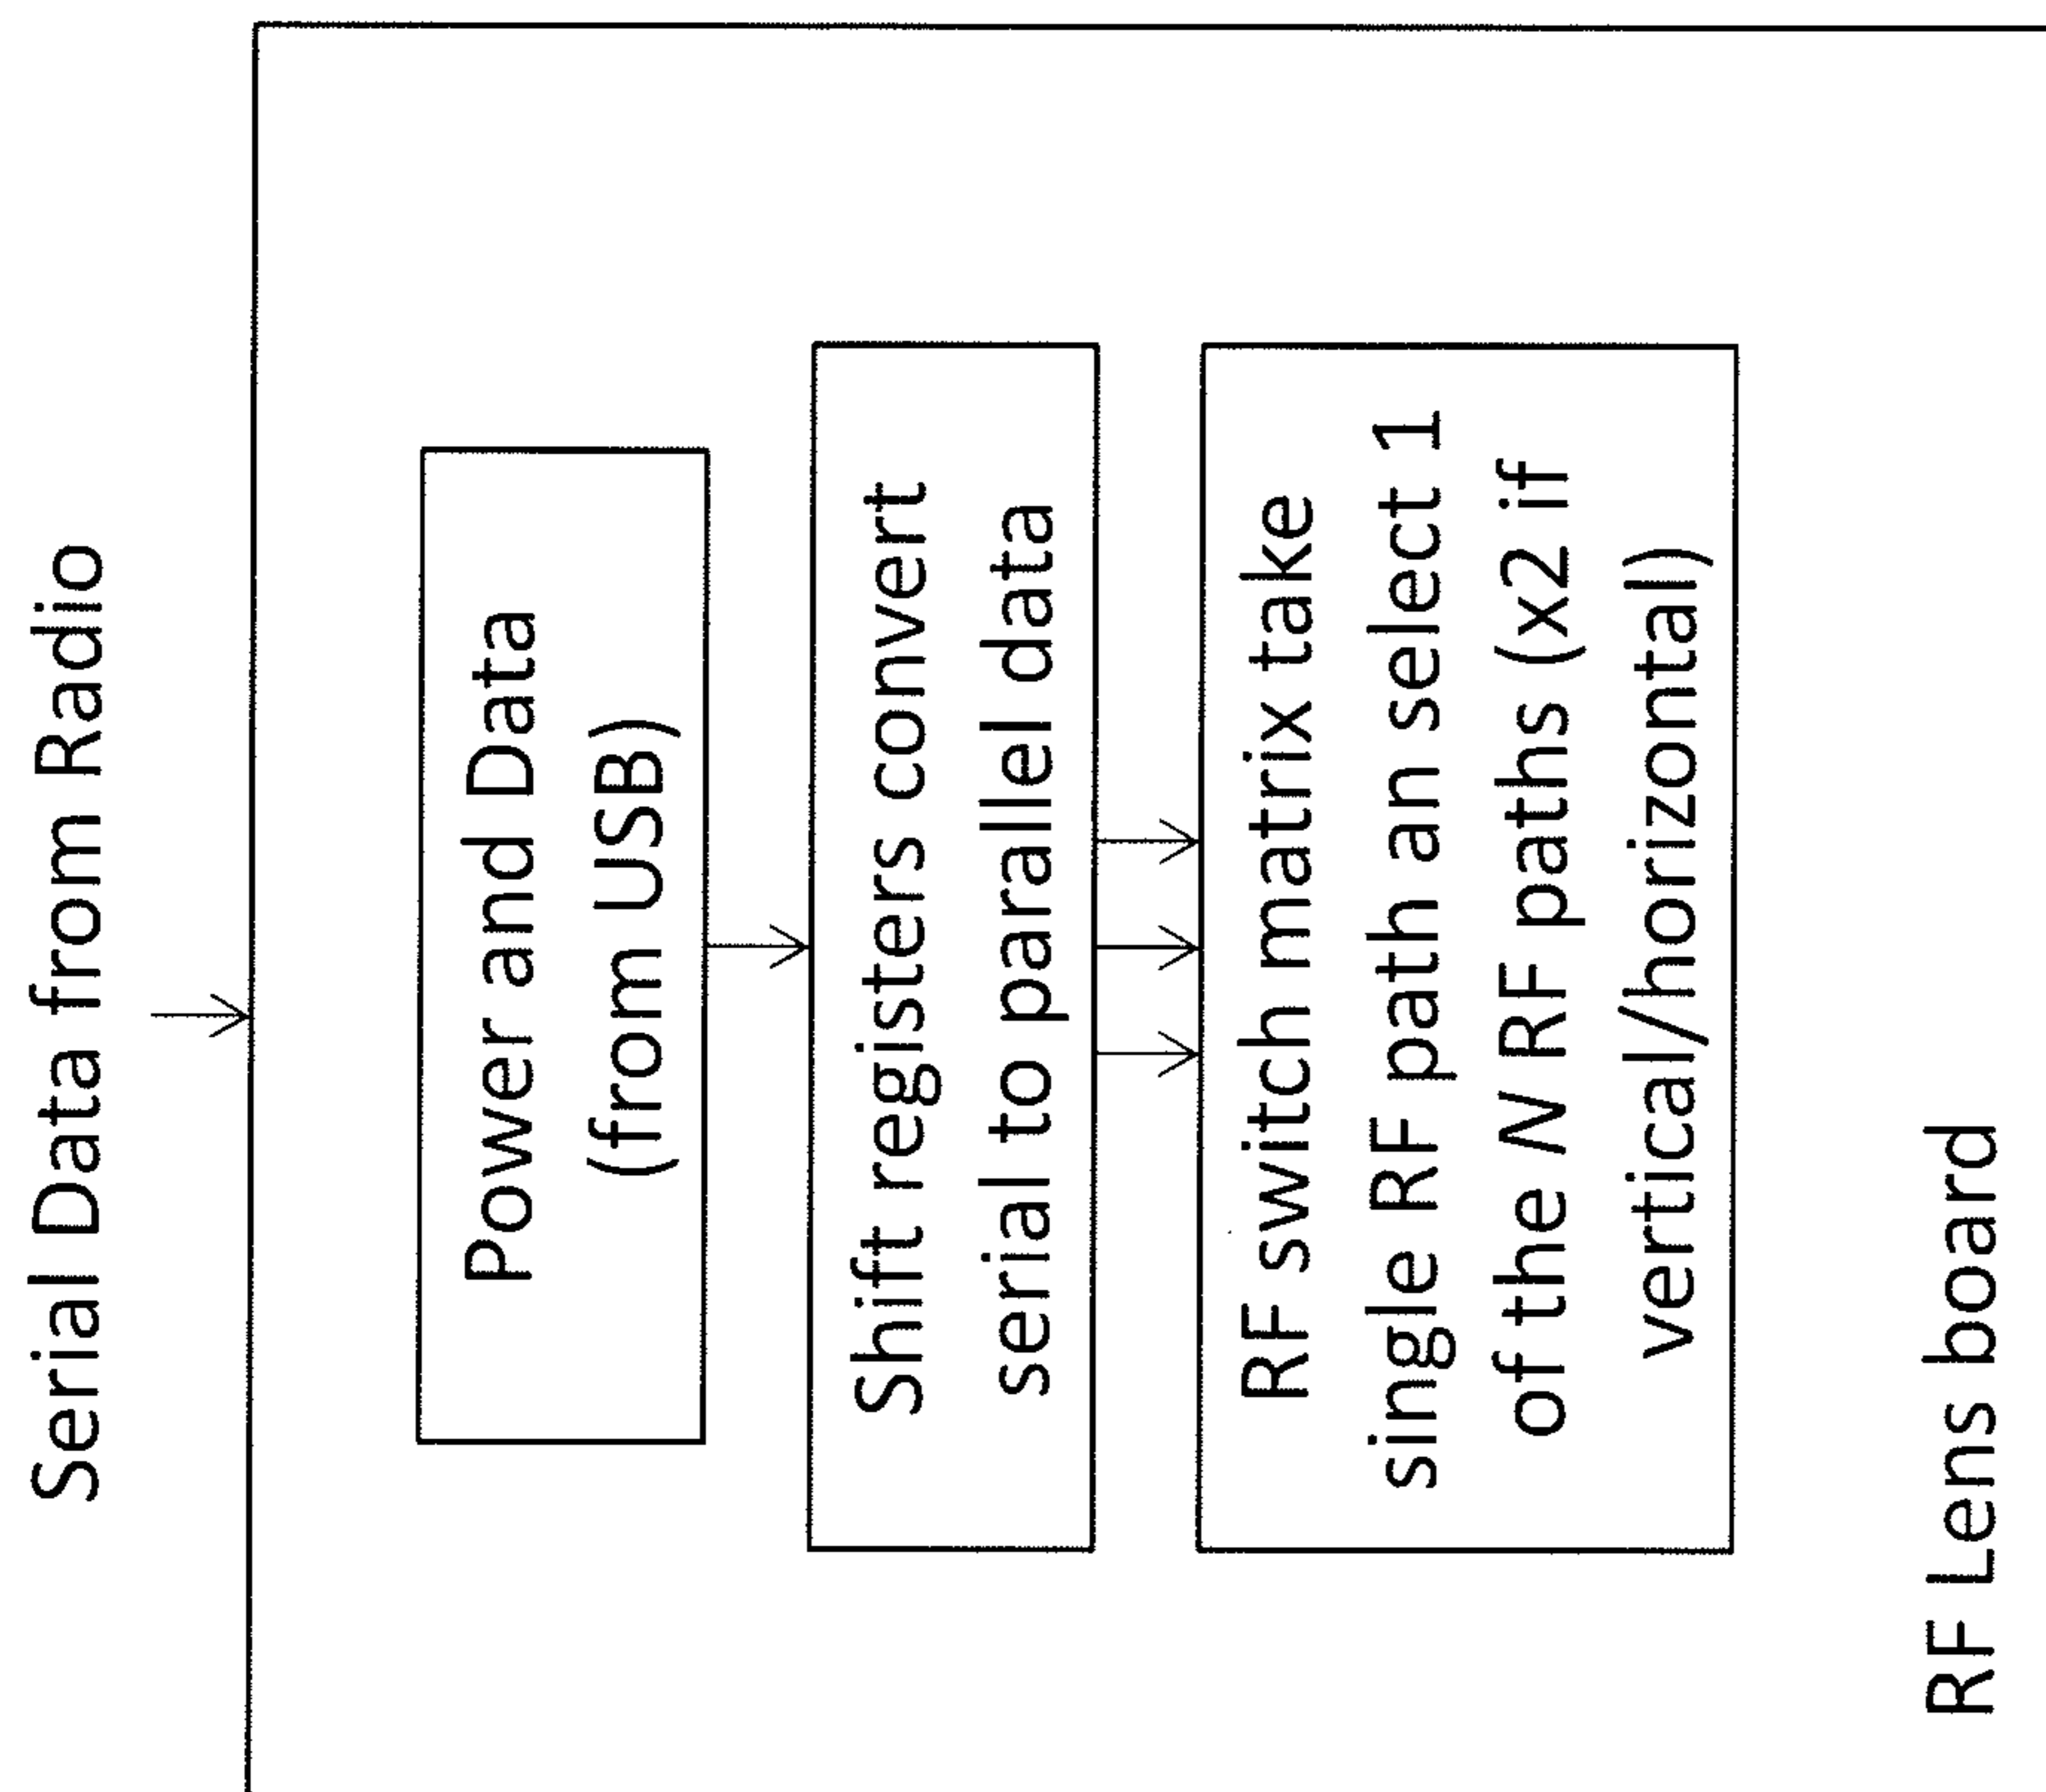 Serial Data from Radio
Power and Data
(from USB)
Shift registers convert
serial to parallel data
RF switch matrix take
single RF path an select 1
of the N RF paths (x2 if
vertical/horizontal)
RF Lens board